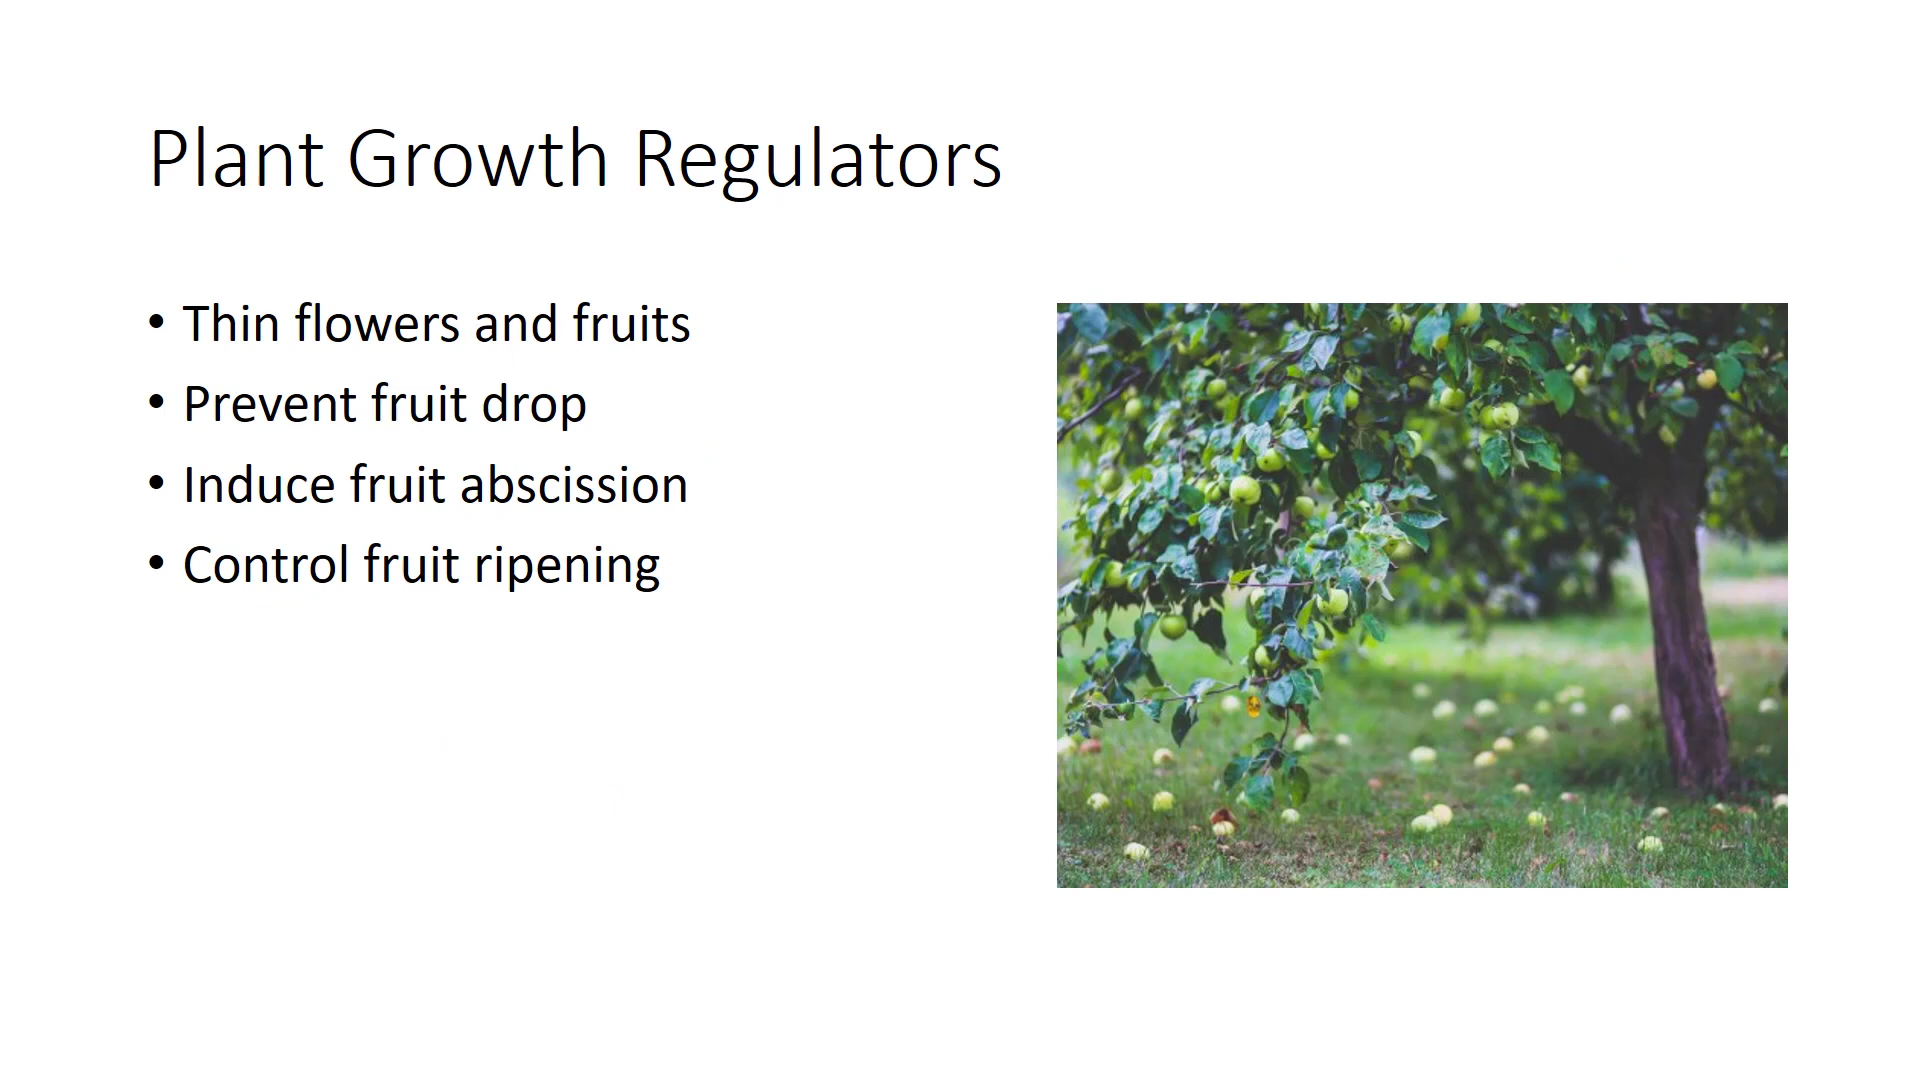 Plant Growth Regulators
• Thin flowers and fruits
• Prevent fruit drop
• Induce fruit abscission
• Control fruit ripening